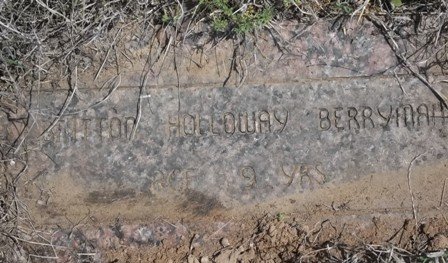 HOLLOWAY BERRYMAN
AGE 9 YRS